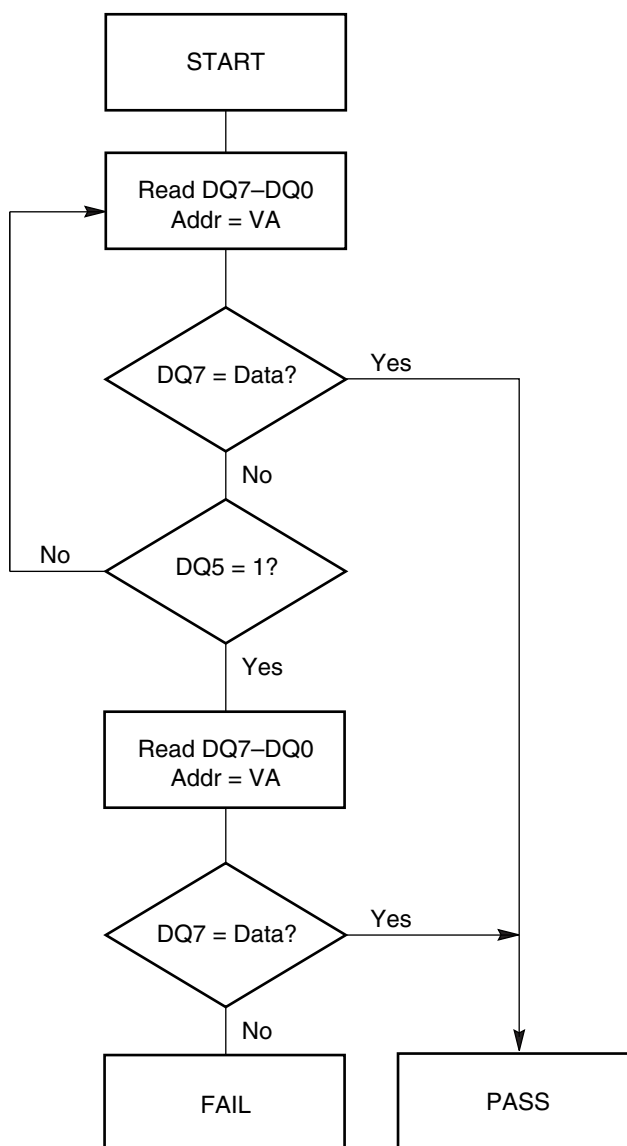 START
Read DQ7–DQ0
Addr = VA
DQ7 = Data?
Yes
No
No
DQ5 = 1?
Yes
Read DQ7–DQ0
Addr = VA
DQ7 = Data?
Yes
No
FAIL
PASS